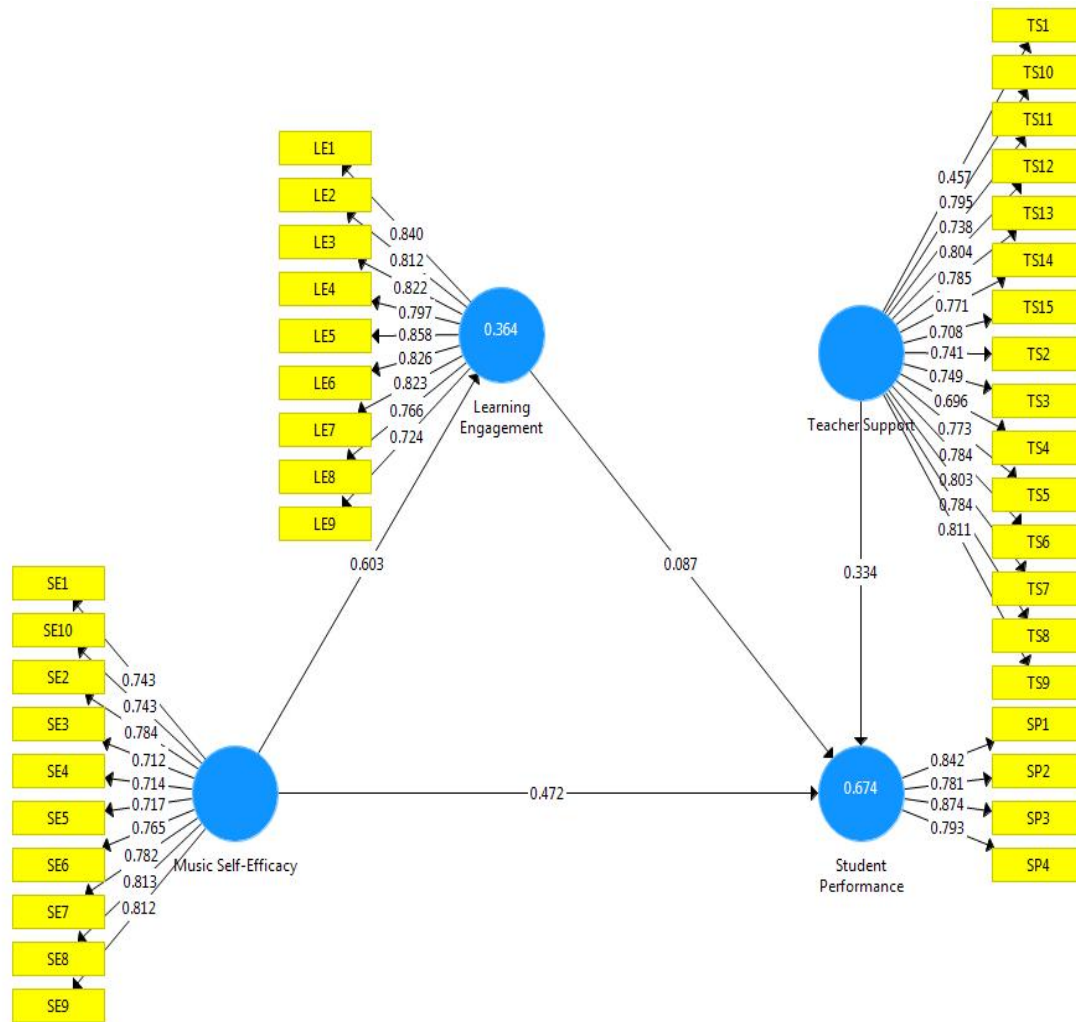 LE1
LE2
LE3
LE4
LE5
LE6
LE7
LE8
LE9
0.840
0.812
0.822
0.797
0.858
0.826
0.823
0.766
0.724
0.364
Learning
Engagement
TS1
TS10
TS11
TS12
TS13
TS14
TS15
TS2
TS3
TS4
TS5
TS6
TS7
TS8
TS9
0.457
0.795
0.738
0.804
0.785
0.771
0.708
0.741
0.749
0.696
0.773
0.784
0.803
0.784
0.811
Teacher Support
0.603
0.087
0.334
SE1
SE10
SE2
SE3
SE4
SE5
SE6
SE7
SE8
SE9
0.743
0.743
0.784
0.712
0.714
0.717
0.765
0.782
0.813
0.812
Music Self-Efficacy
0.472
0.674
Student
Performance
0.842
0.781
0.874
0.793
SP1
SP2
SP3
SP4